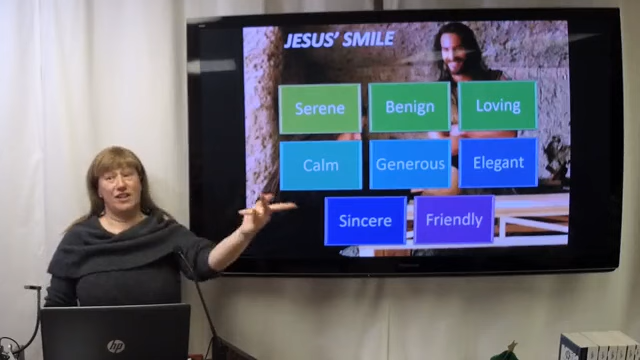 JESUS' SMILE
Serene Benign Loving
Calm Generous Elegant
Sincere Friendly
hp